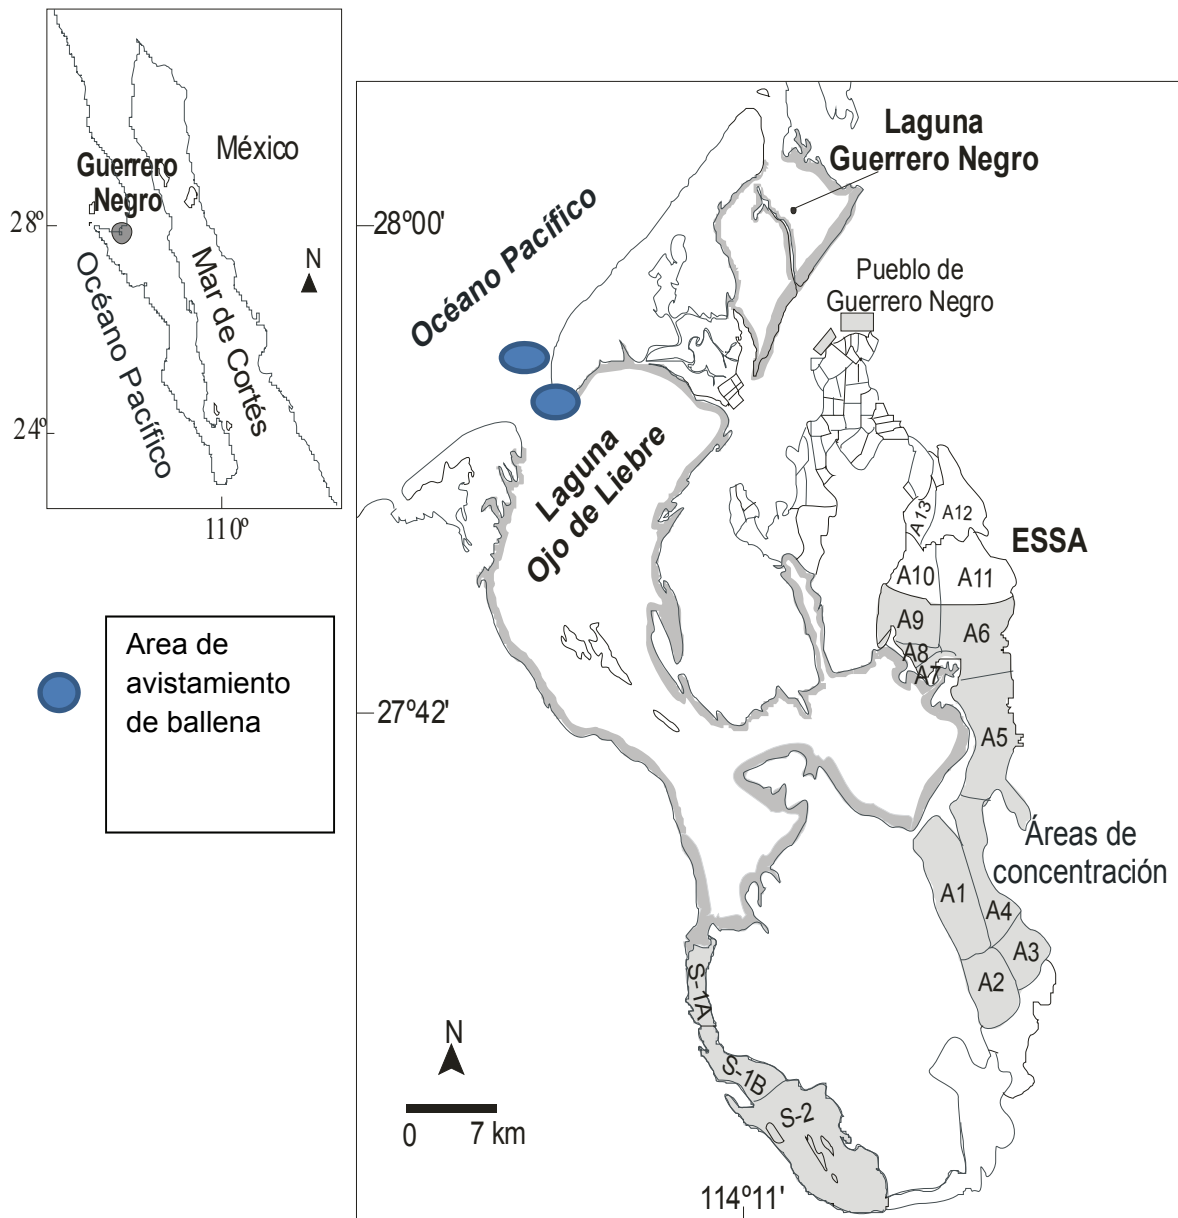 México
Guerrero
Negro
28º
N
Océano Pacífico
Mar de Cortés
24º
110º
Area de
avistamiento
de ballena
Laguna
Guerrero Negro
28º00'
Océano Pacífico
Pueblo de
Guerrero Negro
Laguna
Ojo de Liebre
A13
A12
ESSA
A10
A11
A9
A6
A8
A7
27º42'
A5
Áreas de
concentración
A1
A4
A3
A2
S-1A
N
S-1B
S-2
0 7 km
114º11'